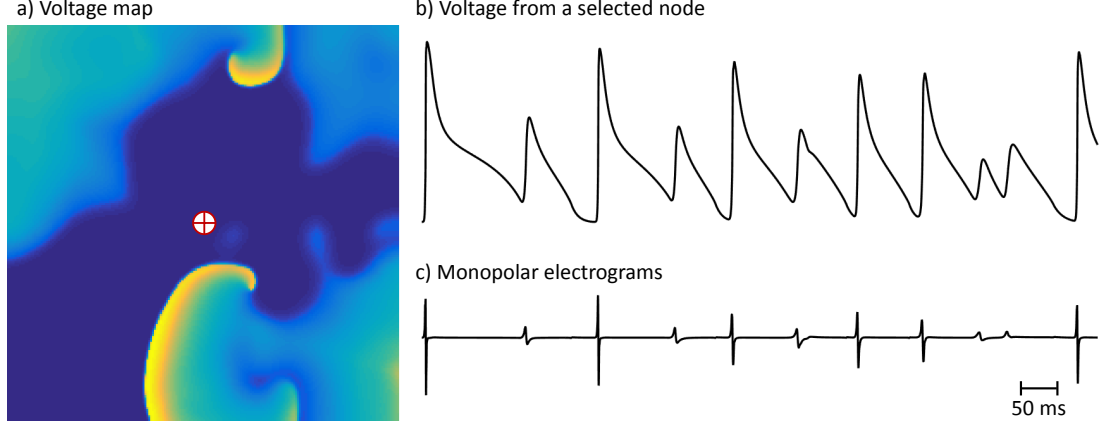 a) Voltage map
b) Voltage from a selected node
c) Monopolar electrograms
50 ms